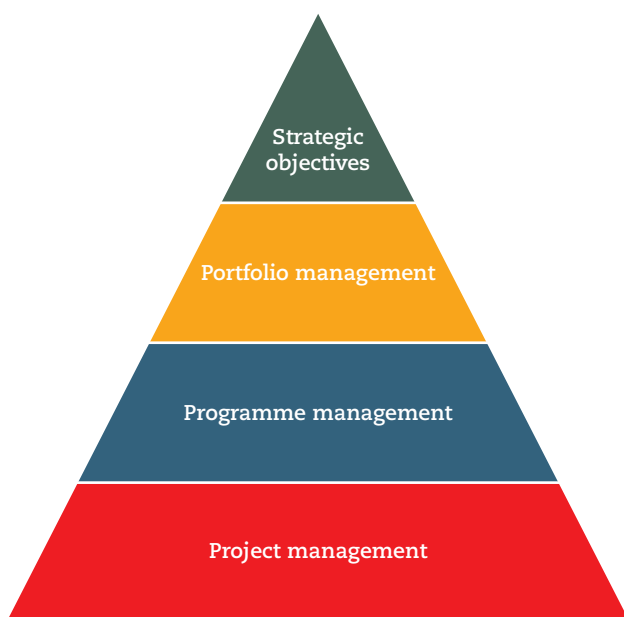 Strategic
objectives
Portfolio management
Programme management
Project management